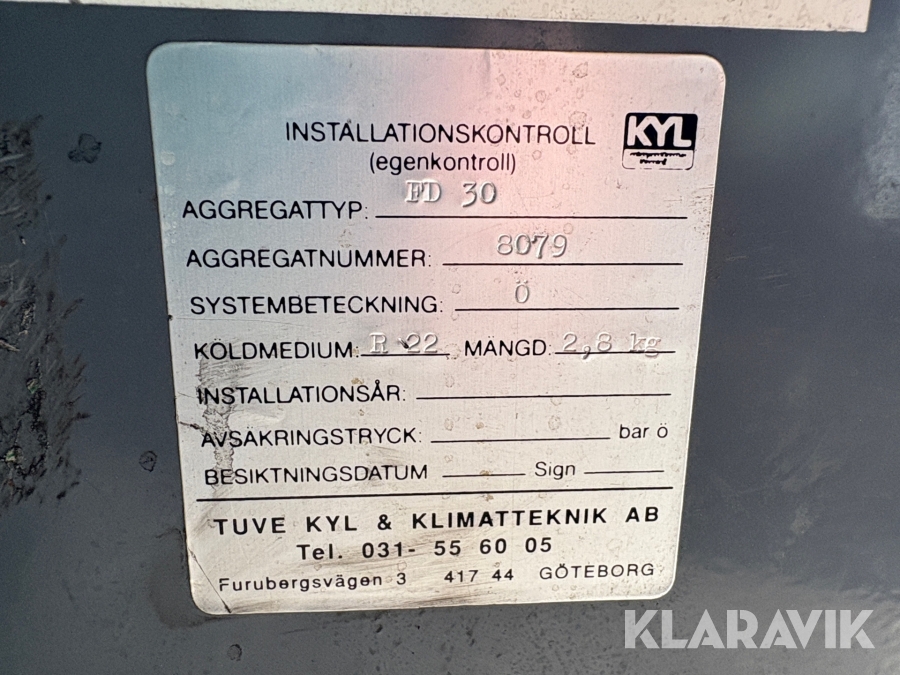 INSTALLATIONSKONTROLL
(egenkontroll)
KYL
AGGREGATTYP: FD 30
AGGREGATNUMMER: 8079
SYSTEMBETECKNING: Ö
KÖLDMEDIUM: R 22 MÄNGD: 2,8 kg
INSTALLATIONSÅR:
AVSÄKRINGSTRYCK: bar ö
BESIKTNINGSDATUM Sign
TUVE KYL & KLIMATTEKNIK AB
Tel. 031- 55 60 05
Furubergsvägen 3 417 44 GÖTEBORG
KLARAVIK